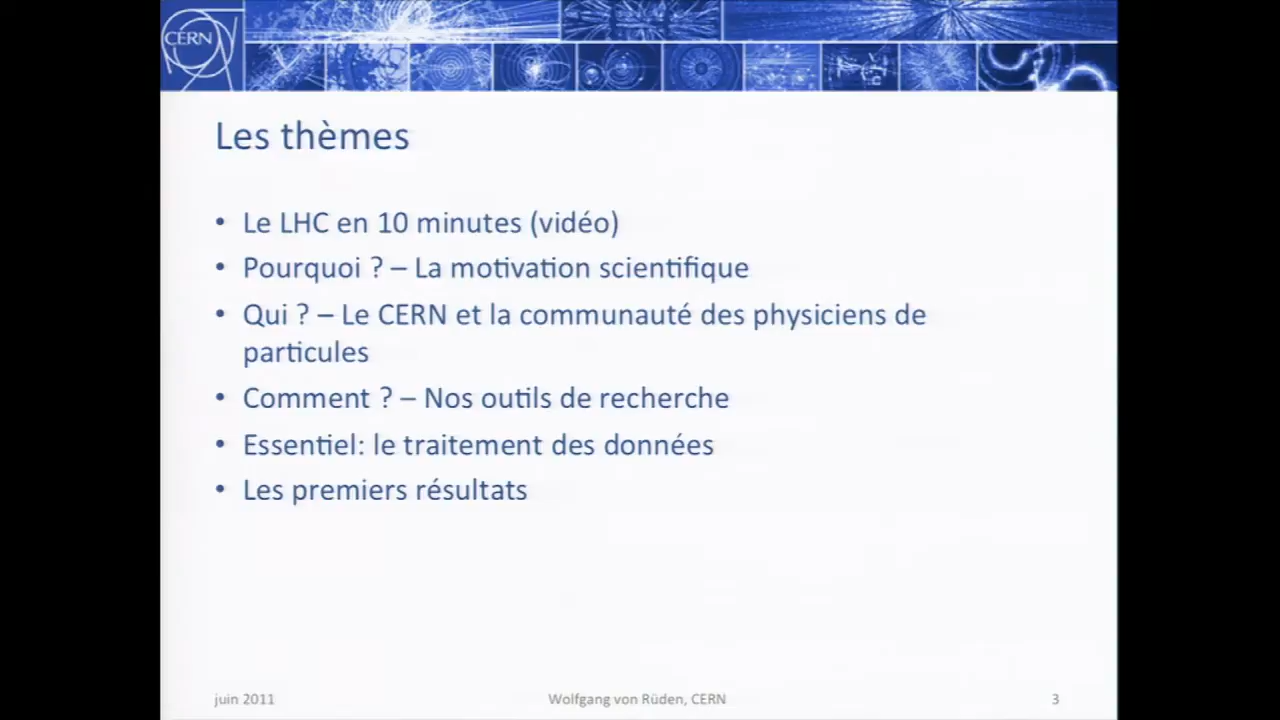 CERN
Les thèmes
• Le LHC en 10 minutes (vidéo)
• Pourquoi ? – La motivation scientifique
• Qui ? – Le CERN et la communauté des physiciens de
particules
• Comment ? – Nos outils de recherche
• Essentiel: le traitement des données
• Les premiers résultats
juin 2011
Wolfgang von Rüden, CERN
3